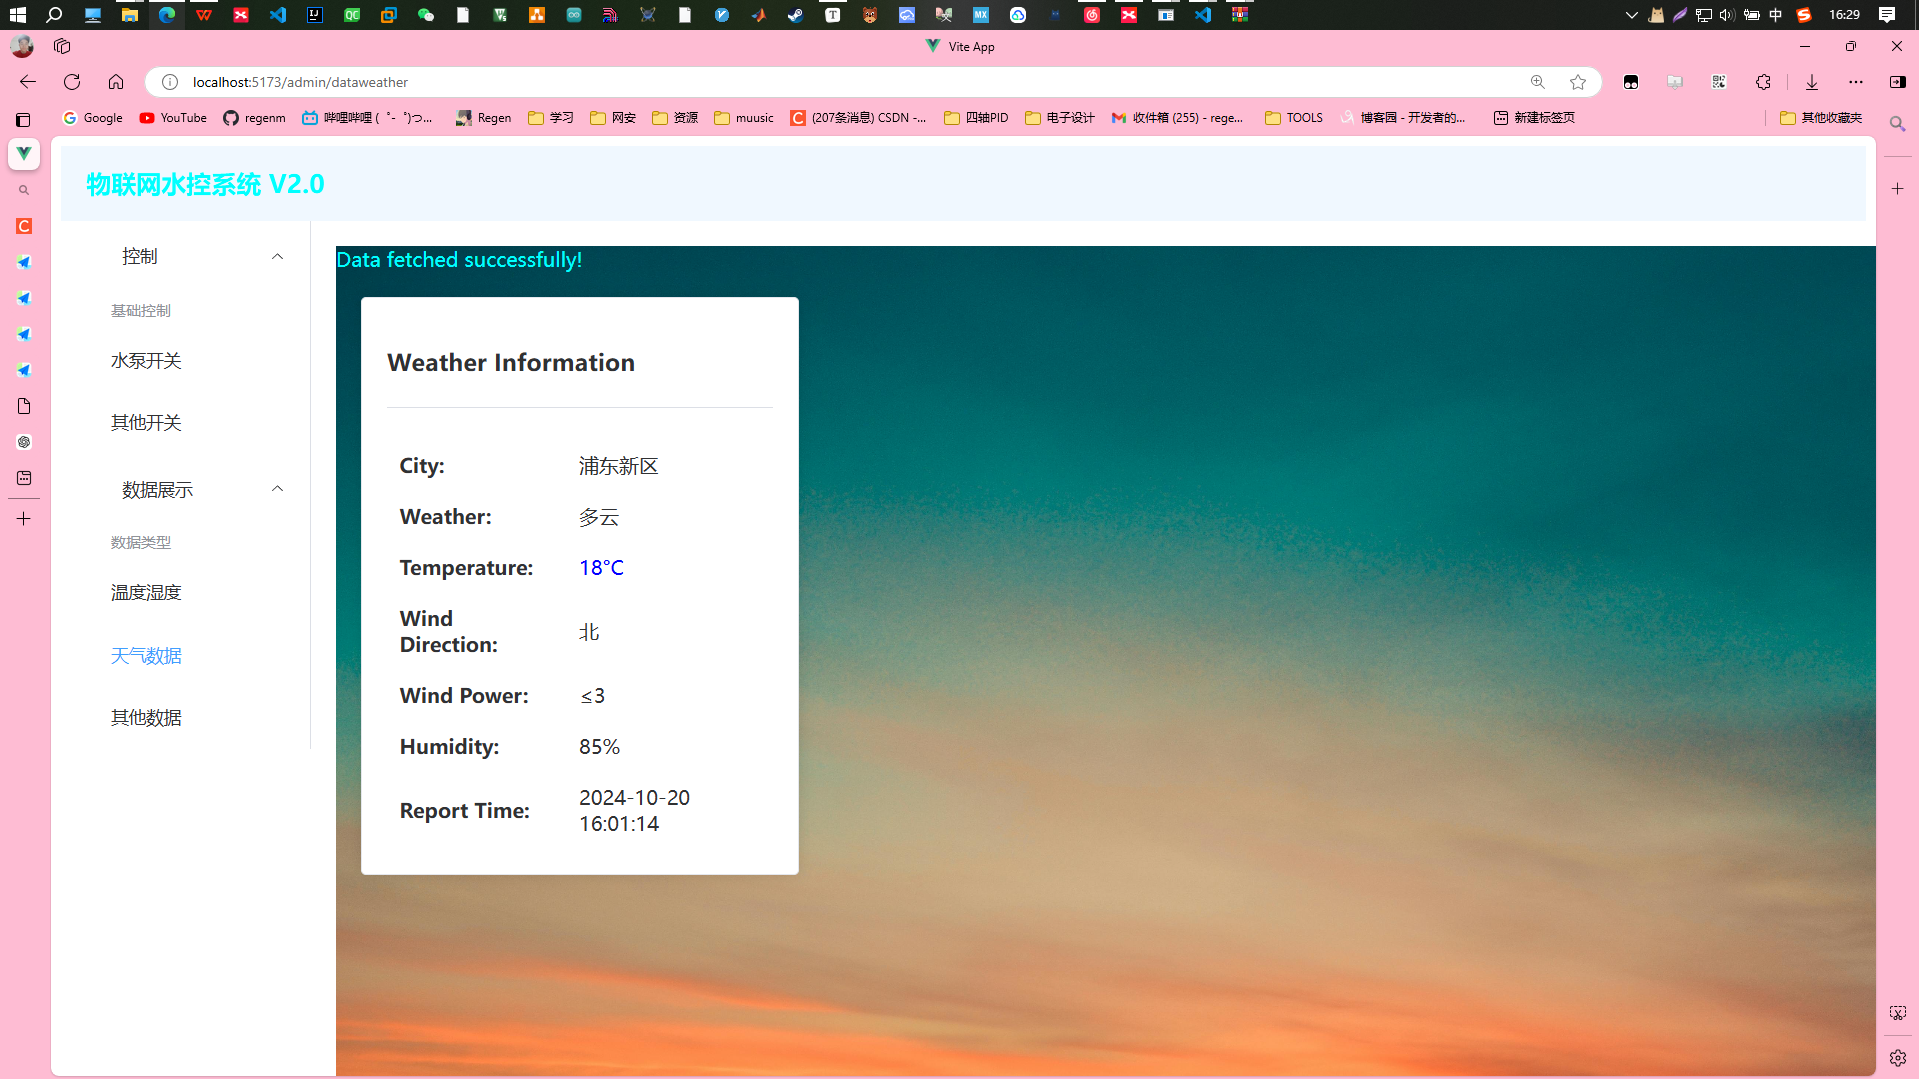 中
16:29
Vite App
localhost:5173/admin/dataweather
Google
YouTube
regenm
哔哩哔哩 (゜-゜)つ...
Regen
学习
网安
资源
muusic
(207条消息) CSDN -...
四轴PID
电子设计
收件箱 (255) - rege...
TOOLS
博客园 - 开发者的...
新建标签页
其他收藏夹
物联网水控系统 V2.0
控制
基础控制
水泵开关
其他开关
数据展示
数据类型
温度湿度
天气数据
其他数据
Data fetched successfully!
Weather Information
City: 浦东新区
Weather: 多云
Temperature: 18°C
Wind
Direction: 北
Wind Power: ≤3
Humidity: 85%
Report Time: 2024-10-20
16:01:14